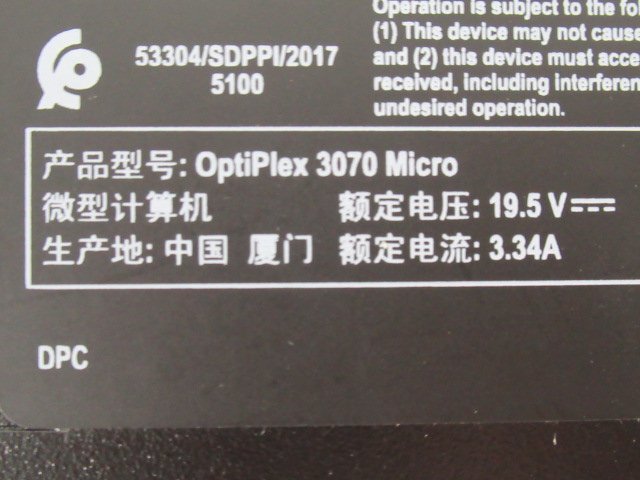 Operation is subject to the fo
(1) This device may not cause
53304/SDPPI/2017
and (2) this device must acce
5100
received, including interferen
undesired operation.
产品型号: OptiPlex 3070 Micro
微型计算机 额定电压: 19.5 V
生产地: 中国 厦门 额定电流: 3.34A
DPC